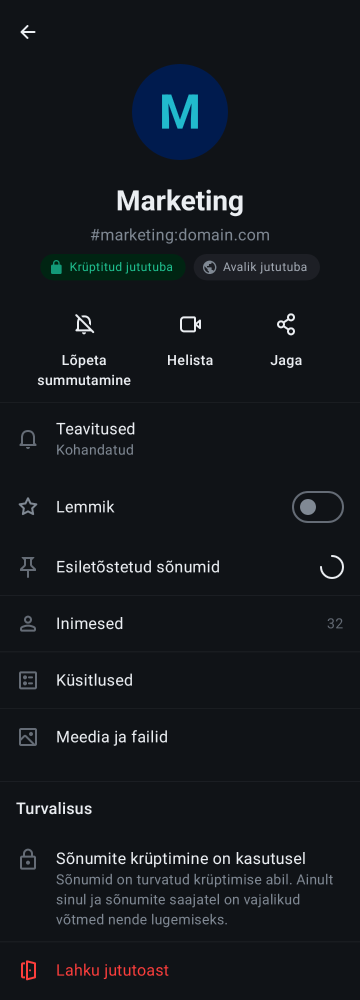 M
Marketing
#marketing:domain.com
Krüptitud jututuba
Avalik jututuba
Lõpeta
summutamine
Helista
Jaga
Teavitused
Kohandatud
Lemmik
Esiletõstetud sõnumid
Inimesed
32
Küsitlused
Meedia ja failid
Turvalisus
Sõnumite krüptimine on kasutusel
Sõnumid on turvatud krüptimise abil. Ainult
sinul ja sõnumite saajatel on vajalikud
võtmed nende lugemiseks.
Lahku jututoast